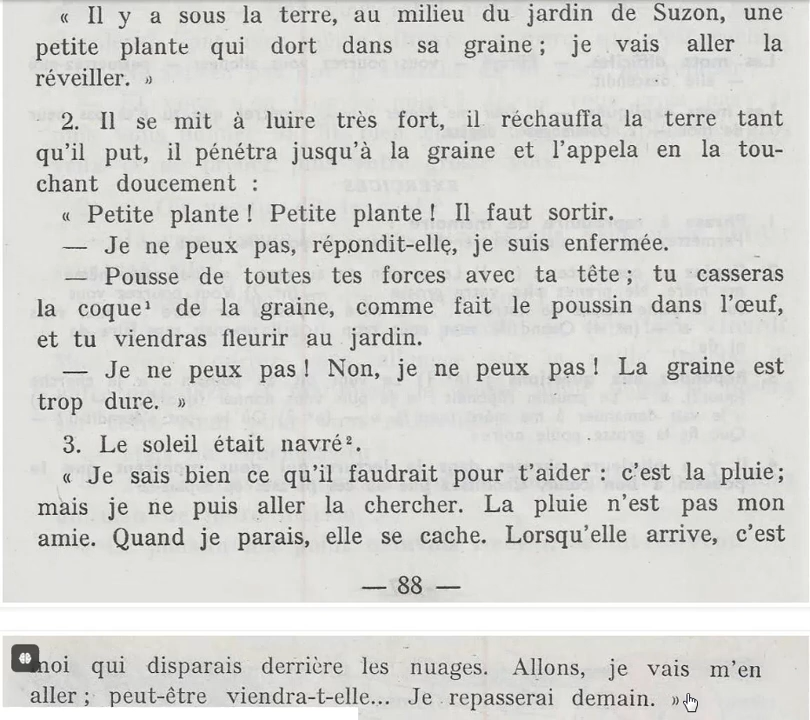 « Il y a sous la terre, au milieu du jardin de Suzon, une
petite plante qui dort dans sa graine ; je vais aller la
réveiller. »
2. Il se mit à luire très fort, il réchauffa la terre tant
qu'il put, il pénétra jusqu'à la graine et l'appela en la tou-
chant doucement :
« Petite plante ! Petite plante ! Il faut sortir.
— Je ne peux pas, répondit-elle, je suis enfermée.
— Pousse de toutes tes forces avec ta tête ; tu casseras
la coque¹ de la graine, comme fait le poussin dans l'œuf,
et tu viendras fleurir au jardin.
— Je ne peux pas ! Non, je ne peux pas ! La graine est
trop dure. »
3. Le soleil était navré².
« Je sais bien ce qu'il faudrait pour t'aider : c'est la pluie ;
mais je ne puis aller la chercher. La pluie n'est pas mon
amie. Quand je parais, elle se cache. Lorsqu'elle arrive, c'est
— 88 —
moi qui disparais derrière les nuages. Allons, je vais m'en
aller ; peut-être viendra-t-elle... Je repasserai demain. »